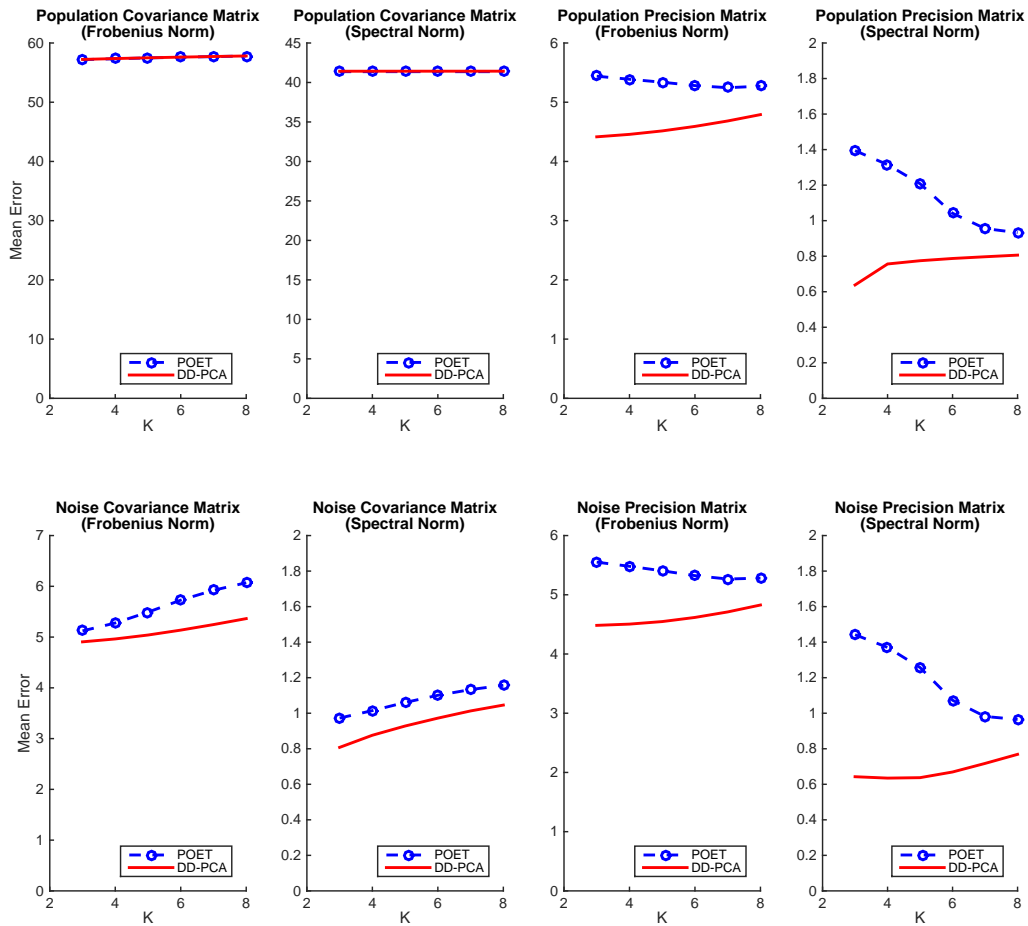 Population Covariance Matrix
(Frobenius Norm)
60
50
40
30
20
10
0
Mean Error
2
4
6
8
K
POET
DD-PCA
Population Covariance Matrix
(Spectral Norm)
45
40
35
30
25
20
15
10
5
0
2
4
6
8
K
POET
DD-PCA
Population Precision Matrix
(Frobenius Norm)
6
5
4
3
2
1
0
2
4
6
8
K
POET
DD-PCA
Population Precision Matrix
(Spectral Norm)
2
1.8
1.6
1.4
1.2
1
0.8
0.6
0.4
0.2
0
2
4
6
8
K
POET
DD-PCA
Noise Covariance Matrix
(Frobenius Norm)
7
6
5
4
3
2
1
0
Mean Error
2
4
6
8
K
POET
DD-PCA
Noise Covariance Matrix
(Spectral Norm)
2
1.8
1.6
1.4
1.2
1
0.8
0.6
0.4
0.2
0
2
4
6
8
K
POET
DD-PCA
Noise Precision Matrix
(Frobenius Norm)
6
5
4
3
2
1
0
2
4
6
8
K
POET
DD-PCA
Noise Precision Matrix
(Spectral Norm)
2
1.8
1.6
1.4
1.2
1
0.8
0.6
0.4
0.2
0
2
4
6
8
K
POET
DD-PCA